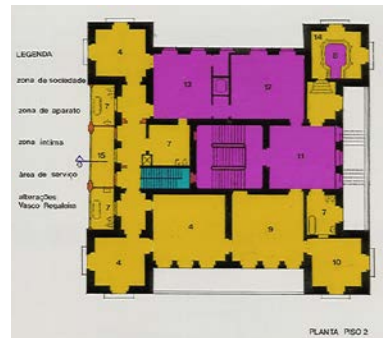 LEGENDA
zona da sociedade
zona de aparato
zona íntima
área de serviço
alterações
Vasco Regaleira
4
14
8
13
12
7
7
11
15
7
7
4
9
4
10
PLANTA PISO 2